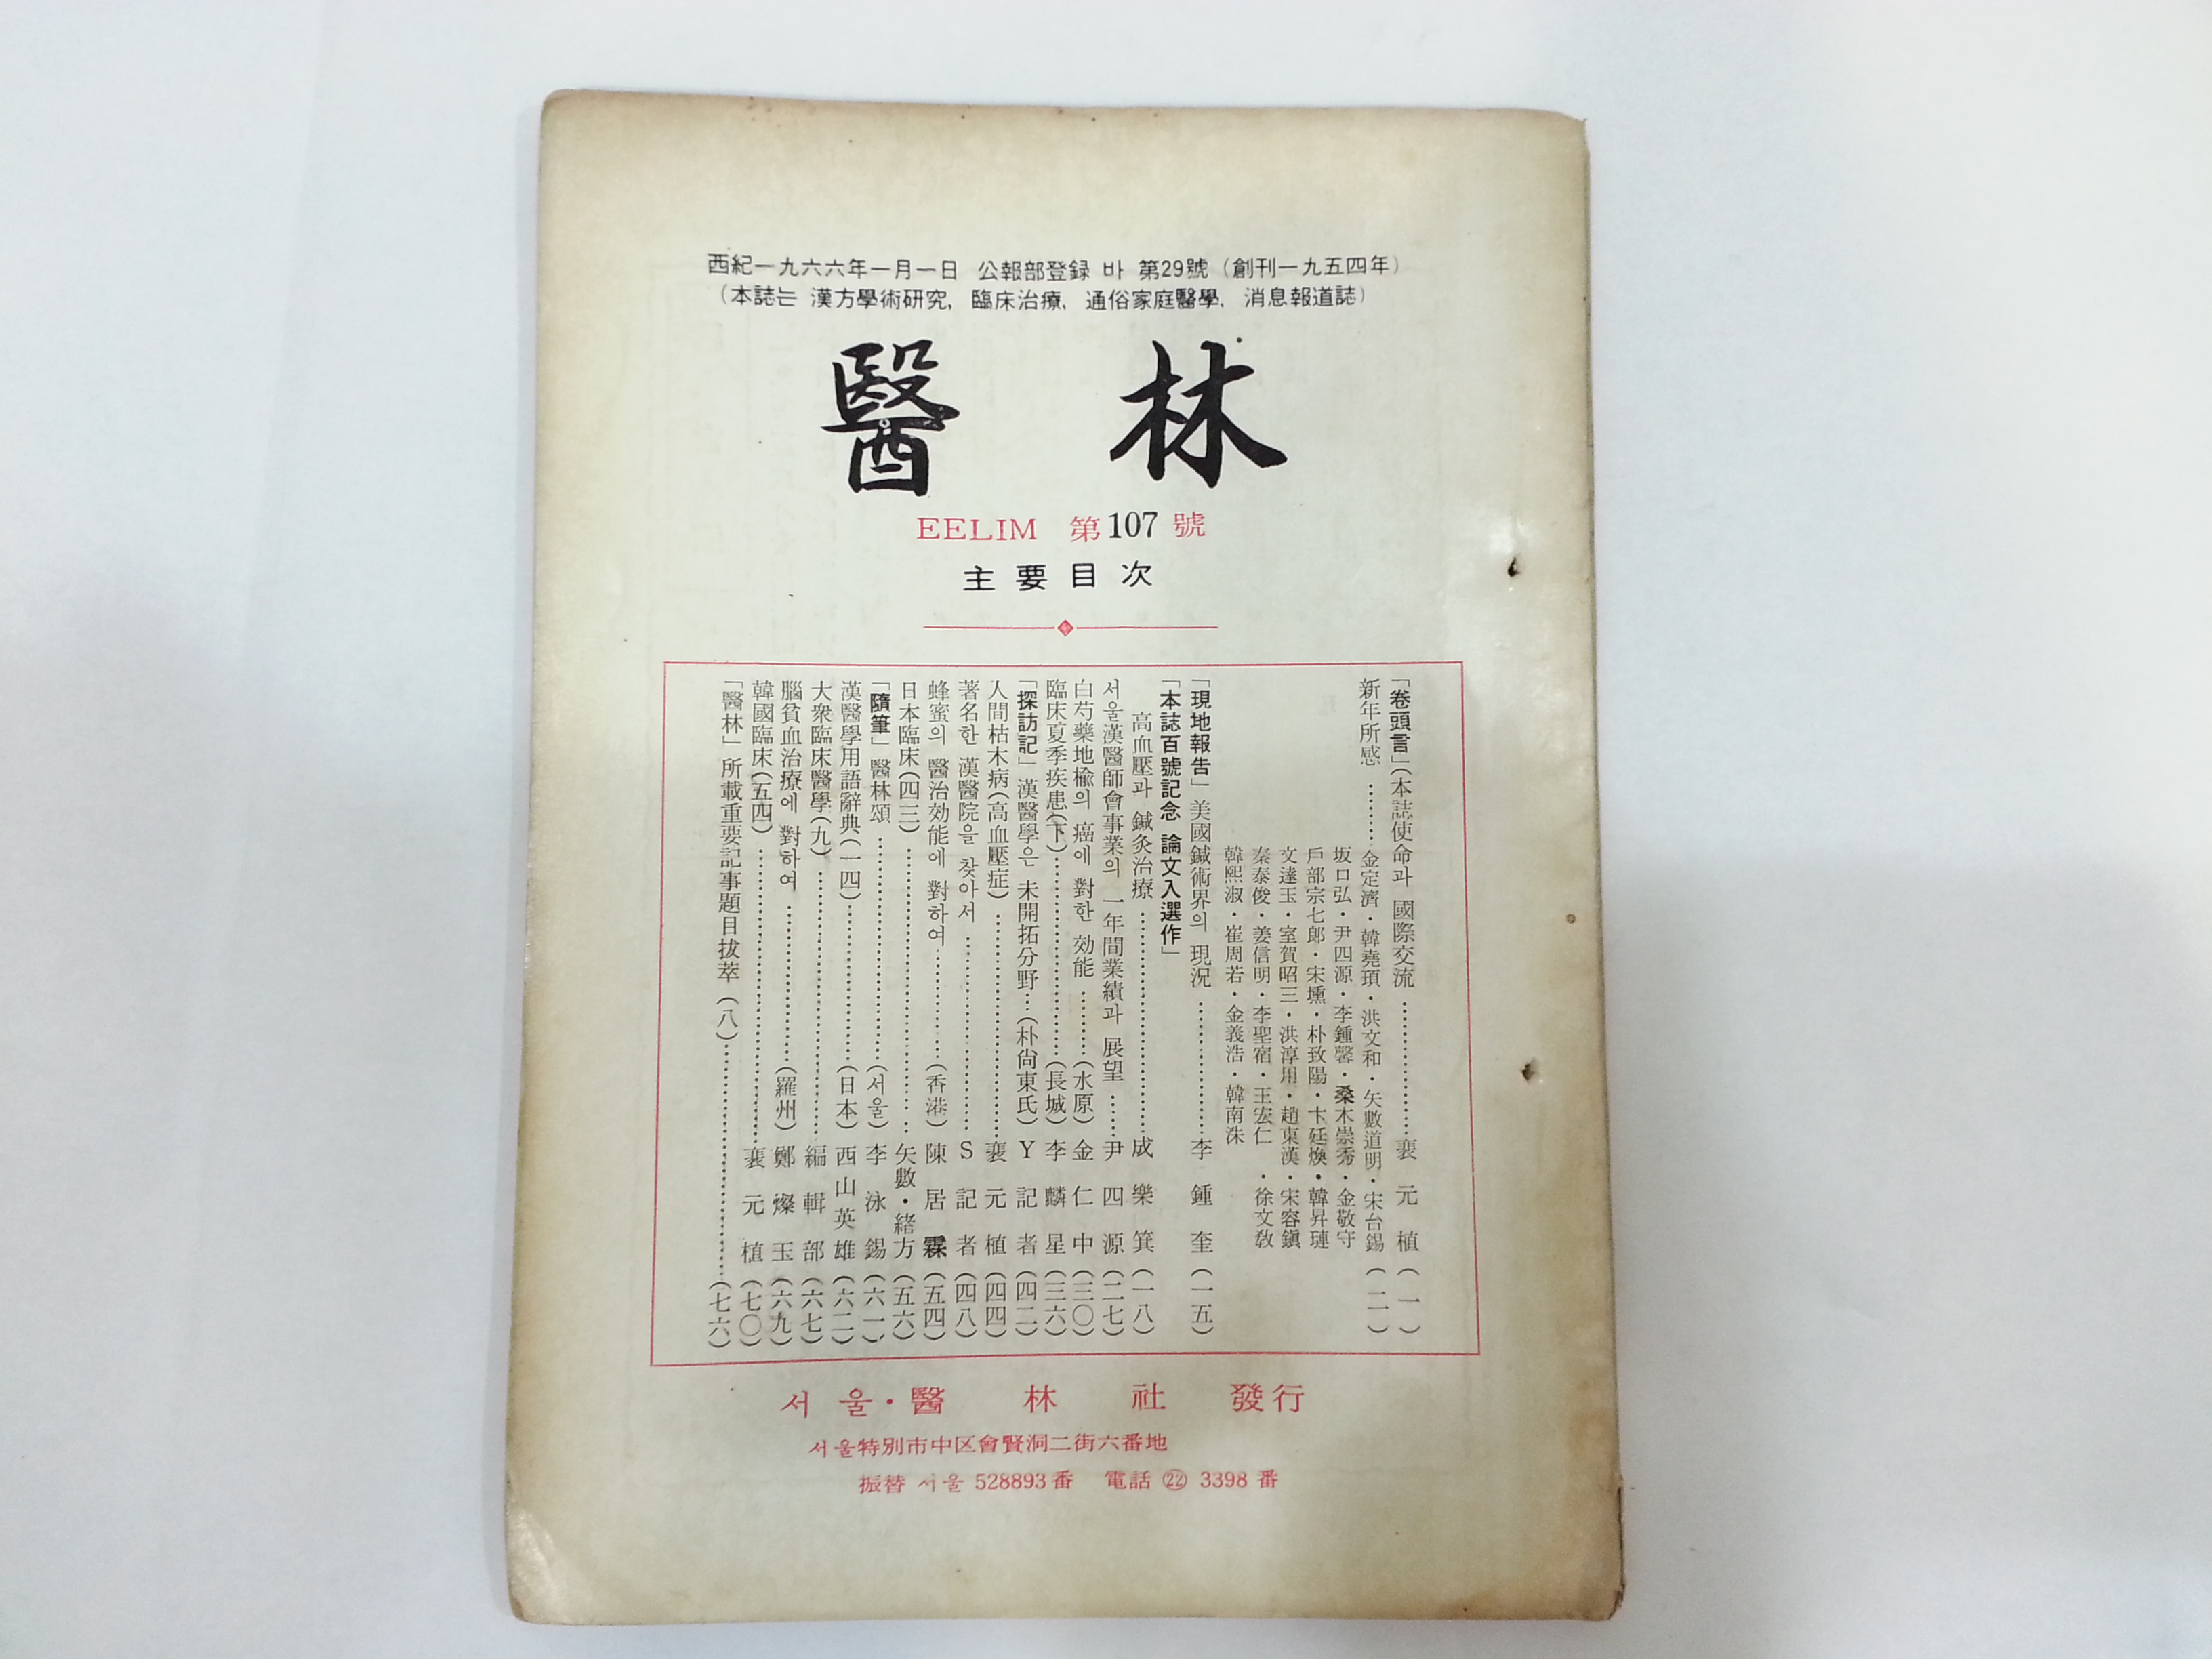 西紀一九六六年一月一日 公報部登録 바 第29號 (創刊一九五四年)
(本誌는 漢方學術研究, 臨床治療, 通俗家庭醫學, 消息報道誌)
醫 林
EELIM 第107號
主要目次
「卷頭言」(本誌使命과 國際交流 …… 裵元植 (一)
新年所感 …… 金定濟・韓堯頊・洪文和・矢數道明・宋台錫 (二)
坂口弘・尹四源・李鍾馨・桑木崇秀・金敬守
戶部宗七郎・宋壎・朴致陽・卞廷煥・韓昇璉
文達玉・室賀昭三・洪淳用・趙東漢・宋容鎭
秦泰俊・姜信明・李聖宿・王宏仁・徐文敎
韓熙淑・崔周若・金義浩・韓南洙
「現地報告」美國鍼術界의 現況 …… 李鍾奎 (一五)
「本誌百號記念 論文入選作」
高血壓과 鍼灸治療 …… 成樂箕 (一八)
서울漢醫師會事業의 一年間業績과 展望 …… 尹四源 (二七)
白芍藥地楡의 癌에 對한 効能 …… (水原) 金仁中 (三〇)
臨床夏季疾患(下) …… (長城) 李麟星 (三六)
「探訪記」漢醫學은 未開拓分野…(朴尙東氏) Y記者 (四二)
人間枯木病(高血壓症) …… 裵元植 (四四)
著名한 漢醫院을 찾아서 …… S記者 (四八)
蜂蜜의 醫治効能에 對하여 …… (香港) 陳居霖 (五四)
日本臨床(四三) …… 矢數・緒方 (五六)
「隨筆」醫林頌 …… (서울) 李泳錫 (六一)
漢醫學用語辭典(一四) …… (日本) 西山英雄 (六二)
大衆臨床醫學(九) …… 編輯部 (六七)
腦貧血治療에 對하여 …… (羅州) 鄭燦玉 (六九)
韓國臨床(五四) …… 裵元植 (七〇)
「醫林」所載重要記事題目抜萃 (八) …… (七六)
서울・醫林社 發行
서울特別市中区會賢洞二街六番地
振替 서울 528893番 電話 ㉒ 3398番